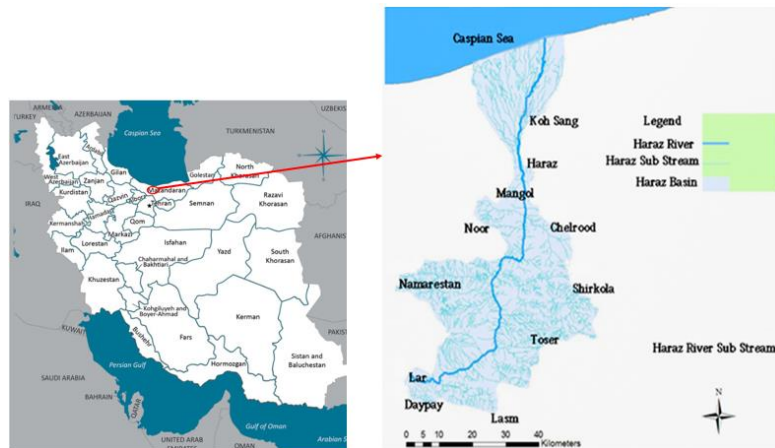 ARMENIA
AZERBAIJAN
UZBEKIS
TURKEY
Caspian Sea
TURKMENISTAN
Ardabil
East
Azerbaijan
West
Azerbaijan
Gilan
Zanjan
Kurdistan
Qazvin
Mazandaran
Golestan
North
Khorasan
Tehran
Semnan
Razavi
Khorasan
Hamadan
IRAQ
Kermanshah
Qom
Markazi
Ilam
Lorestan
Isfahan
Yazd
South
Khorasan
AFGHANIS
Khuzestan
Chaharmahal and
Bakhtiari
Kohgiluyeh and
Boyer-Ahmad
Kerman
Fars
Bushehr
KUWAIT
PAKIS
Sistan and
Baluchestan
Hormozgan
Persian Gulf
SAUDI ARABIA
BAHRAIN
QATAR
UNITED ARAB
Gulf of Oman
OMAN
Arabian S
Caspian Sea
Koh Sang
Haraz
Mangol
Noor
Chelrood
Namarestan
Shirkola
Toser
Lar
Daypay
Lasm
Legend
Haraz River
Haraz Sub Stream
Haraz Basin
Haraz River Sub Stream
N
0 5 10 20 30 40
Kilometers